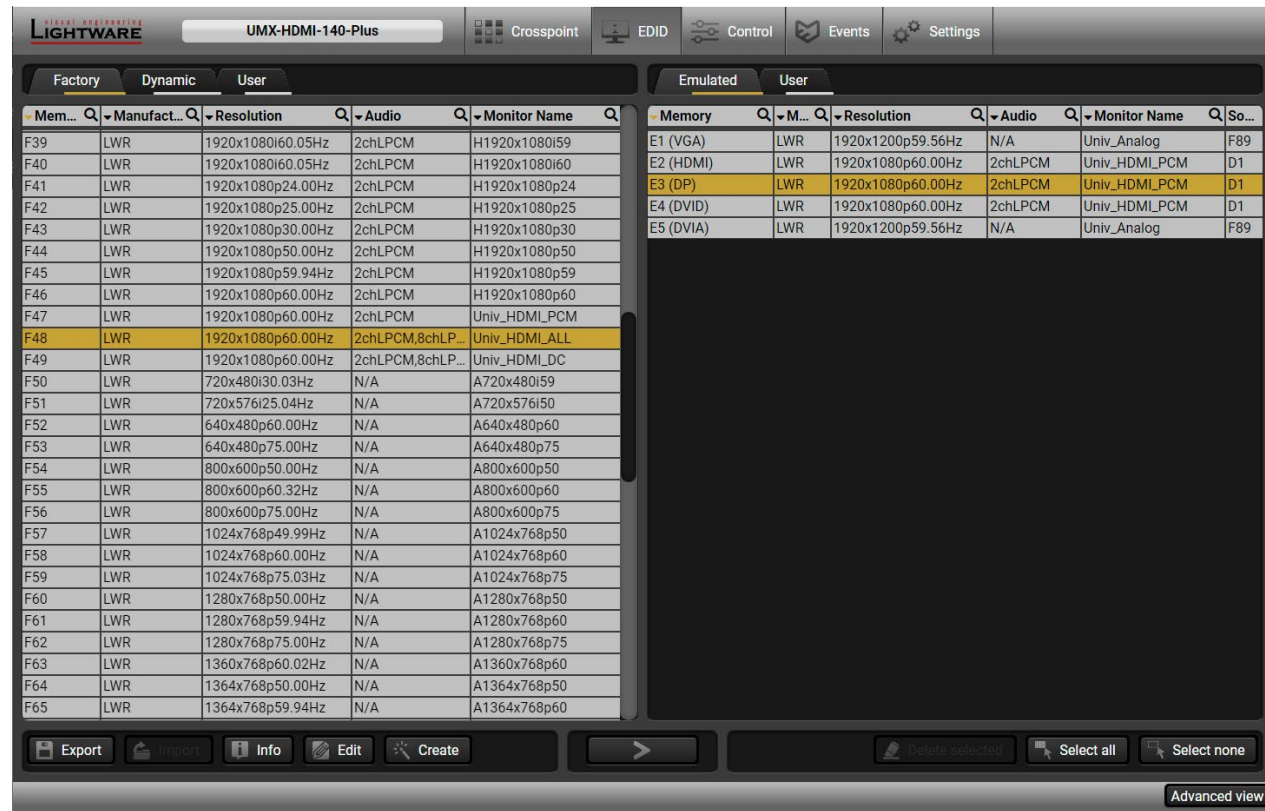 visual engineering
LIGHTWARE
UMX-HDMI-140-Plus
Crosspoint
EDID
Control
Events
Settings
Factory Dynamic User
Mem... Manufact... Resolution Audio Monitor Name
F39 LWR 1920x1080i60.05Hz 2chLPCM H1920x1080i59
F40 LWR 1920x1080i60.05Hz 2chLPCM H1920x1080i60
F41 LWR 1920x1080p24.00Hz 2chLPCM H1920x1080p24
F42 LWR 1920x1080p25.00Hz 2chLPCM H1920x1080p25
F43 LWR 1920x1080p30.00Hz 2chLPCM H1920x1080p30
F44 LWR 1920x1080p50.00Hz 2chLPCM H1920x1080p50
F45 LWR 1920x1080p59.94Hz 2chLPCM H1920x1080p59
F46 LWR 1920x1080p60.00Hz 2chLPCM H1920x1080p60
F47 LWR 1920x1080p60.00Hz 2chLPCM Univ_HDMI_PCM
F48 LWR 1920x1080p60.00Hz 2chLPCM,8chLP... Univ_HDMI_ALL
F49 LWR 1920x1080p60.00Hz 2chLPCM,8chLP... Univ_HDMI_DC
F50 LWR 720x480i30.03Hz N/A A720x480i59
F51 LWR 720x576i25.04Hz N/A A720x576i50
F52 LWR 640x480p60.00Hz N/A A640x480p60
F53 LWR 640x480p75.00Hz N/A A640x480p75
F54 LWR 800x600p50.00Hz N/A A800x600p50
F55 LWR 800x600p60.32Hz N/A A800x600p60
F56 LWR 800x600p75.00Hz N/A A800x600p75
F57 LWR 1024x768p49.99Hz N/A A1024x768p50
F58 LWR 1024x768p60.00Hz N/A A1024x768p60
F59 LWR 1024x768p75.03Hz N/A A1024x768p75
F60 LWR 1280x768p50.00Hz N/A A1280x768p50
F61 LWR 1280x768p59.94Hz N/A A1280x768p60
F62 LWR 1280x768p75.00Hz N/A A1280x768p75
F63 LWR 1360x768p60.02Hz N/A A1360x768p60
F64 LWR 1364x768p50.00Hz N/A A1364x768p50
F65 LWR 1364x768p59.94Hz N/A A1364x768p60
Export Import Info Edit Create
Emulated User
Memory M... Resolution Audio Monitor Name So...
E1 (VGA) LWR 1920x1200p59.56Hz N/A Univ_Analog F89
E2 (HDMI) LWR 1920x1080p60.00Hz 2chLPCM Univ_HDMI_PCM D1
E3 (DP) LWR 1920x1080p60.00Hz 2chLPCM Univ_HDMI_PCM D1
E4 (DVID) LWR 1920x1080p60.00Hz 2chLPCM Univ_HDMI_PCM D1
E5 (DVIA) LWR 1920x1200p59.56Hz N/A Univ_Analog F89
Delete selected Select all Select none
Advanced view